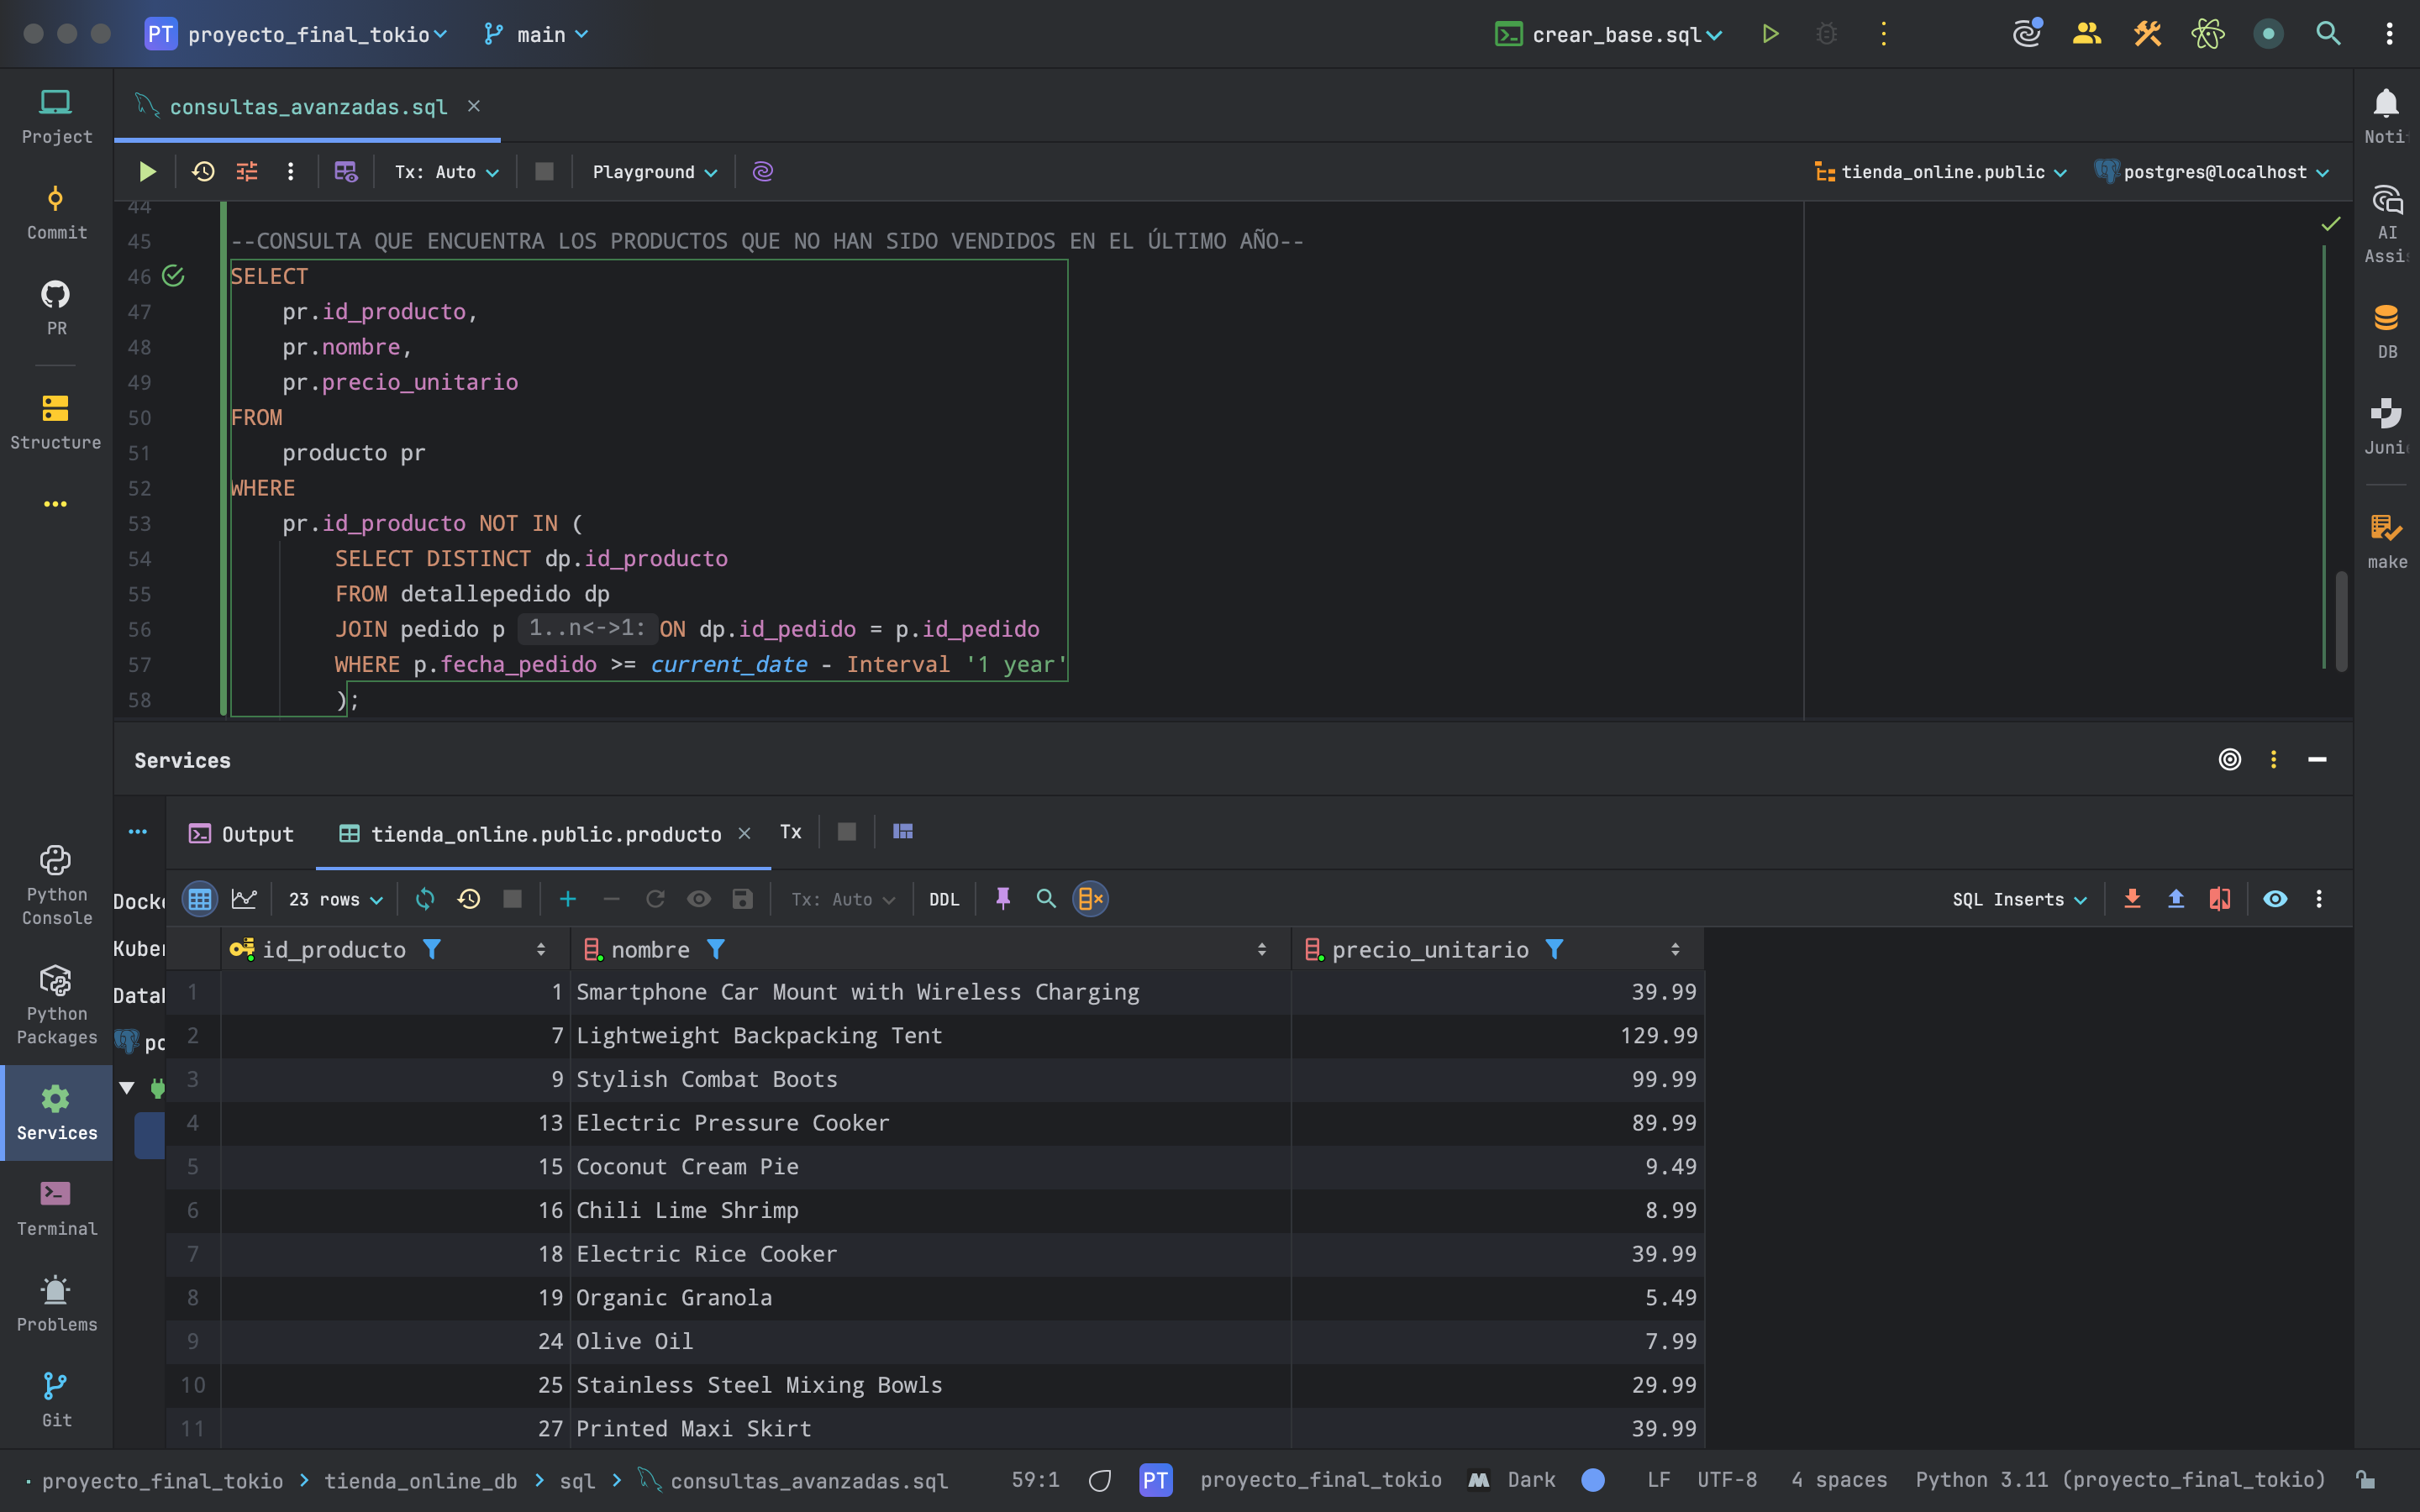 PT proyecto_final_tokio main crear_base.sql
consultas_avanzadas.sql
Tx: Auto Playground tienda_online.public postgres@localhost
Project
Commit
PR
Structure
Python
Console
Python
Packages
Services
Terminal
Problems
Git
44
45 --CONSULTA QUE ENCUENTRA LOS PRODUCTOS QUE NO HAN SIDO VENDIDOS EN EL ÚLTIMO AÑO--
46 SELECT
47 pr.id_producto,
48 pr.nombre,
49 pr.precio_unitario
50 FROM
51 producto pr
52 WHERE
53 pr.id_producto NOT IN (
54 SELECT DISTINCT dp.id_producto
55 FROM detallepedido dp
56 JOIN pedido p 1..n<->1: ON dp.id_pedido = p.id_pedido
57 WHERE p.fecha_pedido >= current_date - Interval '1 year'
58 );
Noti
AI
Assi
DB
Juni
make
Services
Output tienda_online.public.producto Tx
Docke
Kuber
Datab
po
23 rows Tx: Auto DDL SQL Inserts
id_producto nombre precio_unitario
1 1 Smartphone Car Mount with Wireless Charging 39.99
2 7 Lightweight Backpacking Tent 129.99
3 9 Stylish Combat Boots 99.99
4 13 Electric Pressure Cooker 89.99
5 15 Coconut Cream Pie 9.49
6 16 Chili Lime Shrimp 8.99
7 18 Electric Rice Cooker 39.99
8 19 Organic Granola 5.49
9 24 Olive Oil 7.99
10 25 Stainless Steel Mixing Bowls 29.99
11 27 Printed Maxi Skirt 39.99
proyecto_final_tokio > tienda_online_db > sql > consultas_avanzadas.sql 59:1 PT proyecto_final_tokio Dark LF UTF-8 4 spaces Python 3.11 (proyecto_final_tokio)